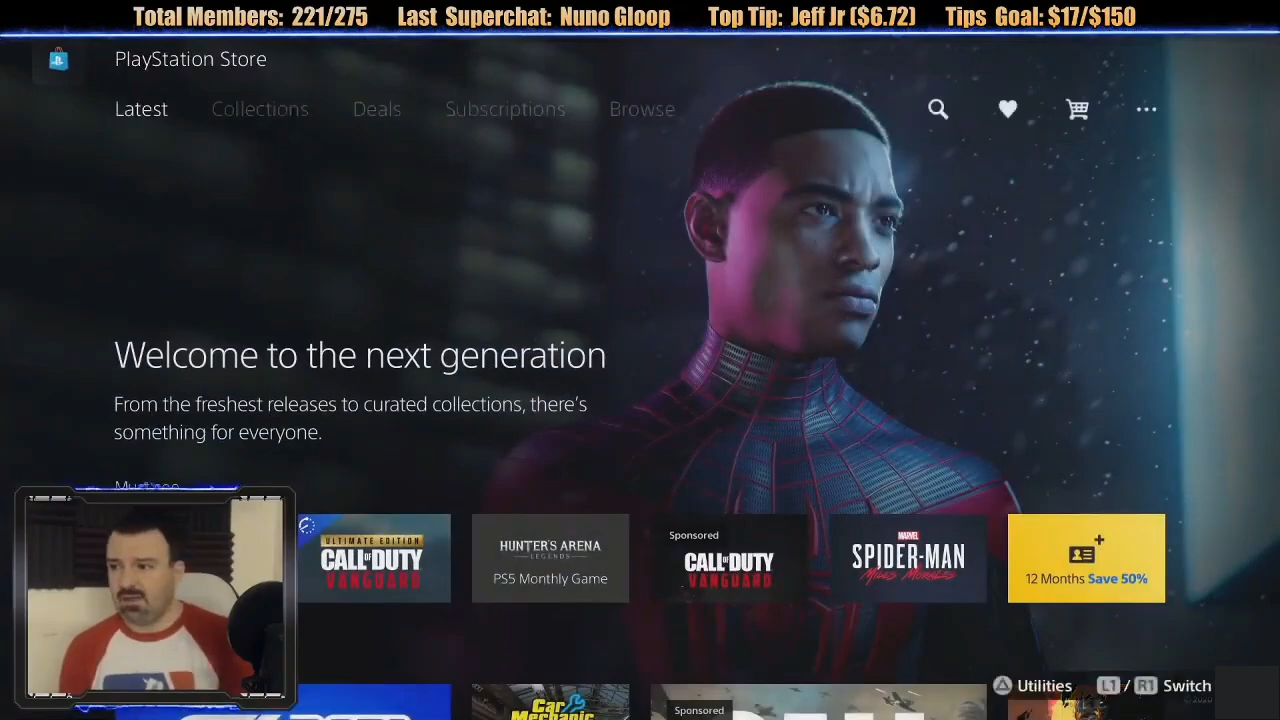 Total Members: 221/275 Last Superchat: Nuno Gloop Top Tip: Jeff Jr ($6.72) Tips Goal: $17/$150
PlayStation Store
Latest Collections Deals Subscriptions Browse
Welcome to the next generation
From the freshest releases to curated collections, there's
something for everyone.
ULTIMATE EDITION
CALL OF DUTY
VANGUARD
HUNTER'S ARENA
LEGENDS
PS5 Monthly Game
Sponsored
CALL OF DUTY
VANGUARD
MARVEL
SPIDER-MAN
MILES MORALES
12 Months Save 50%
Utilities L1 / R1 Switch
© 2020
Car
Mechanic
Sponsored